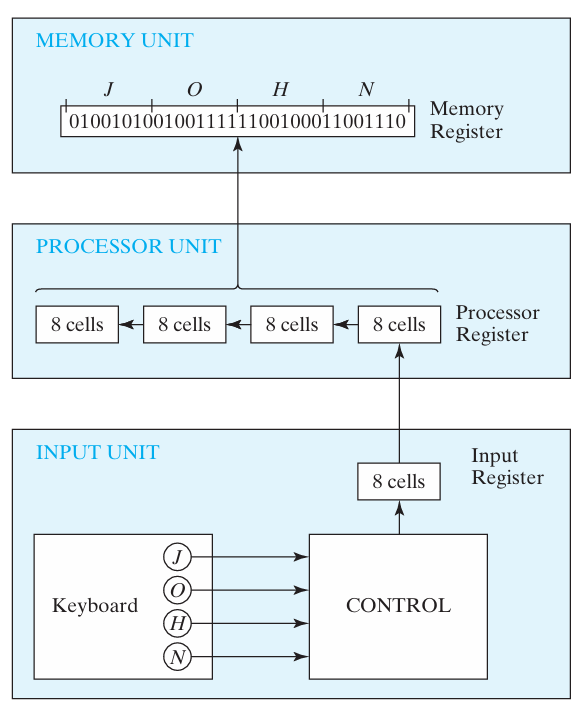 MEMORY UNIT
J O H N
01001010010011111100100011001110
Memory
Register
PROCESSOR UNIT
8 cells 8 cells 8 cells 8 cells
Processor
Register
INPUT UNIT
Input
Register
8 cells
J
O
Keyboard
CONTROL
H
N